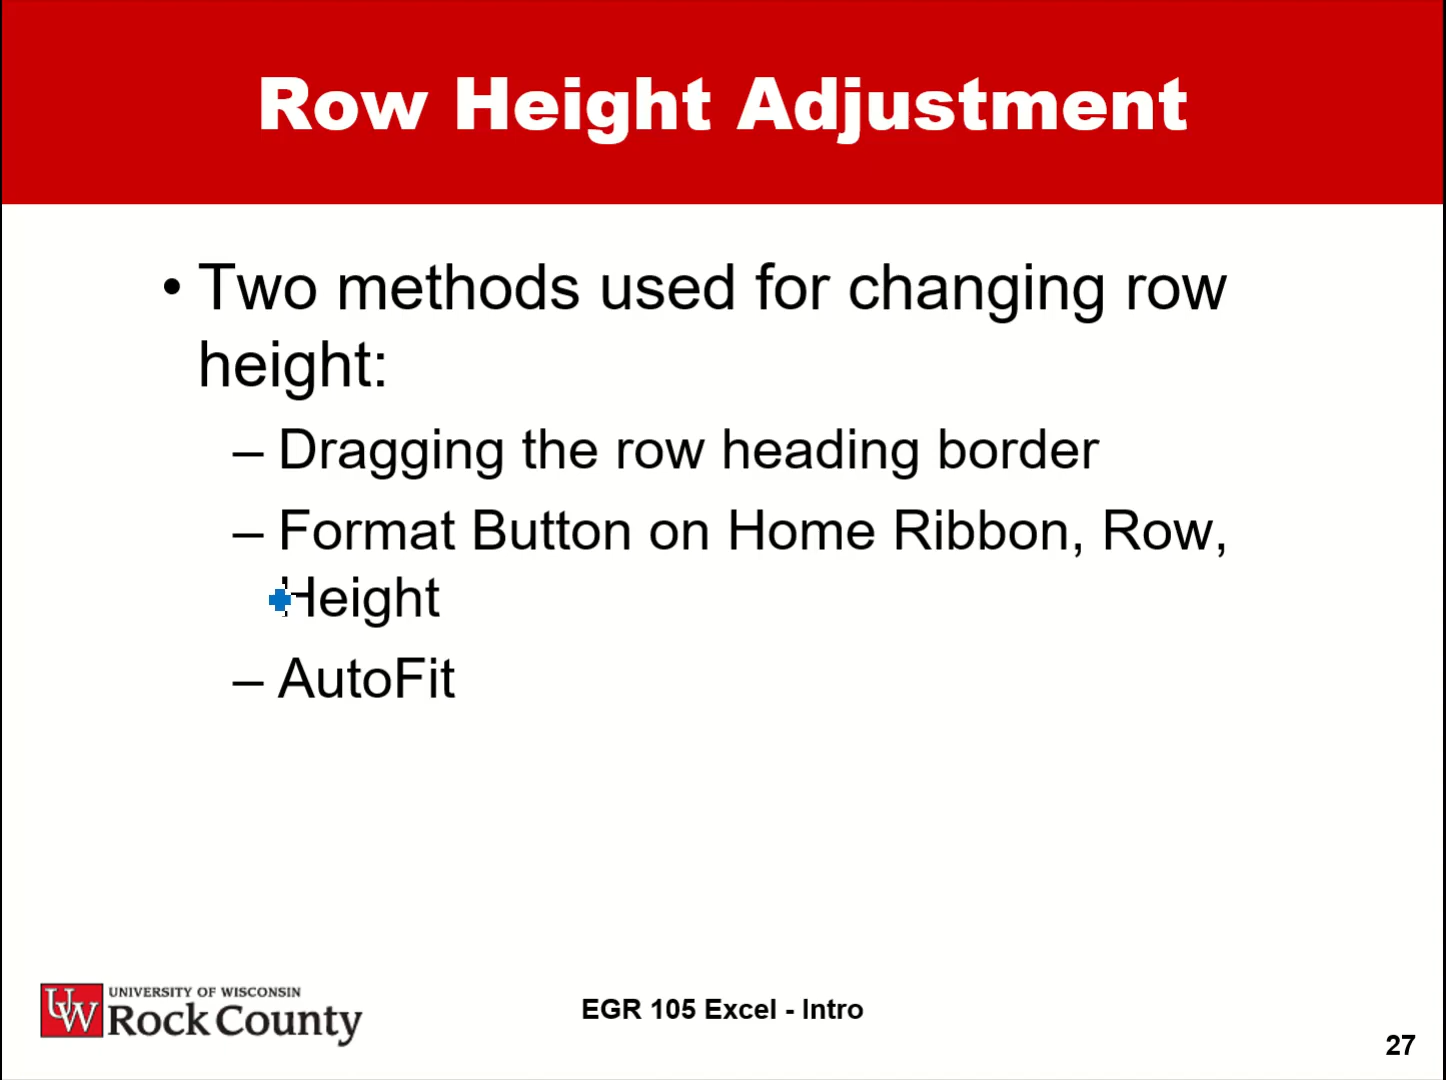 Row Height Adjustment
• Two methods used for changing row
height:
– Dragging the row heading border
– Format Button on Home Ribbon, Row,
Height
– AutoFit
UW
UNIVERSITY OF WISCONSIN
Rock County
EGR 105 Excel - Intro
27